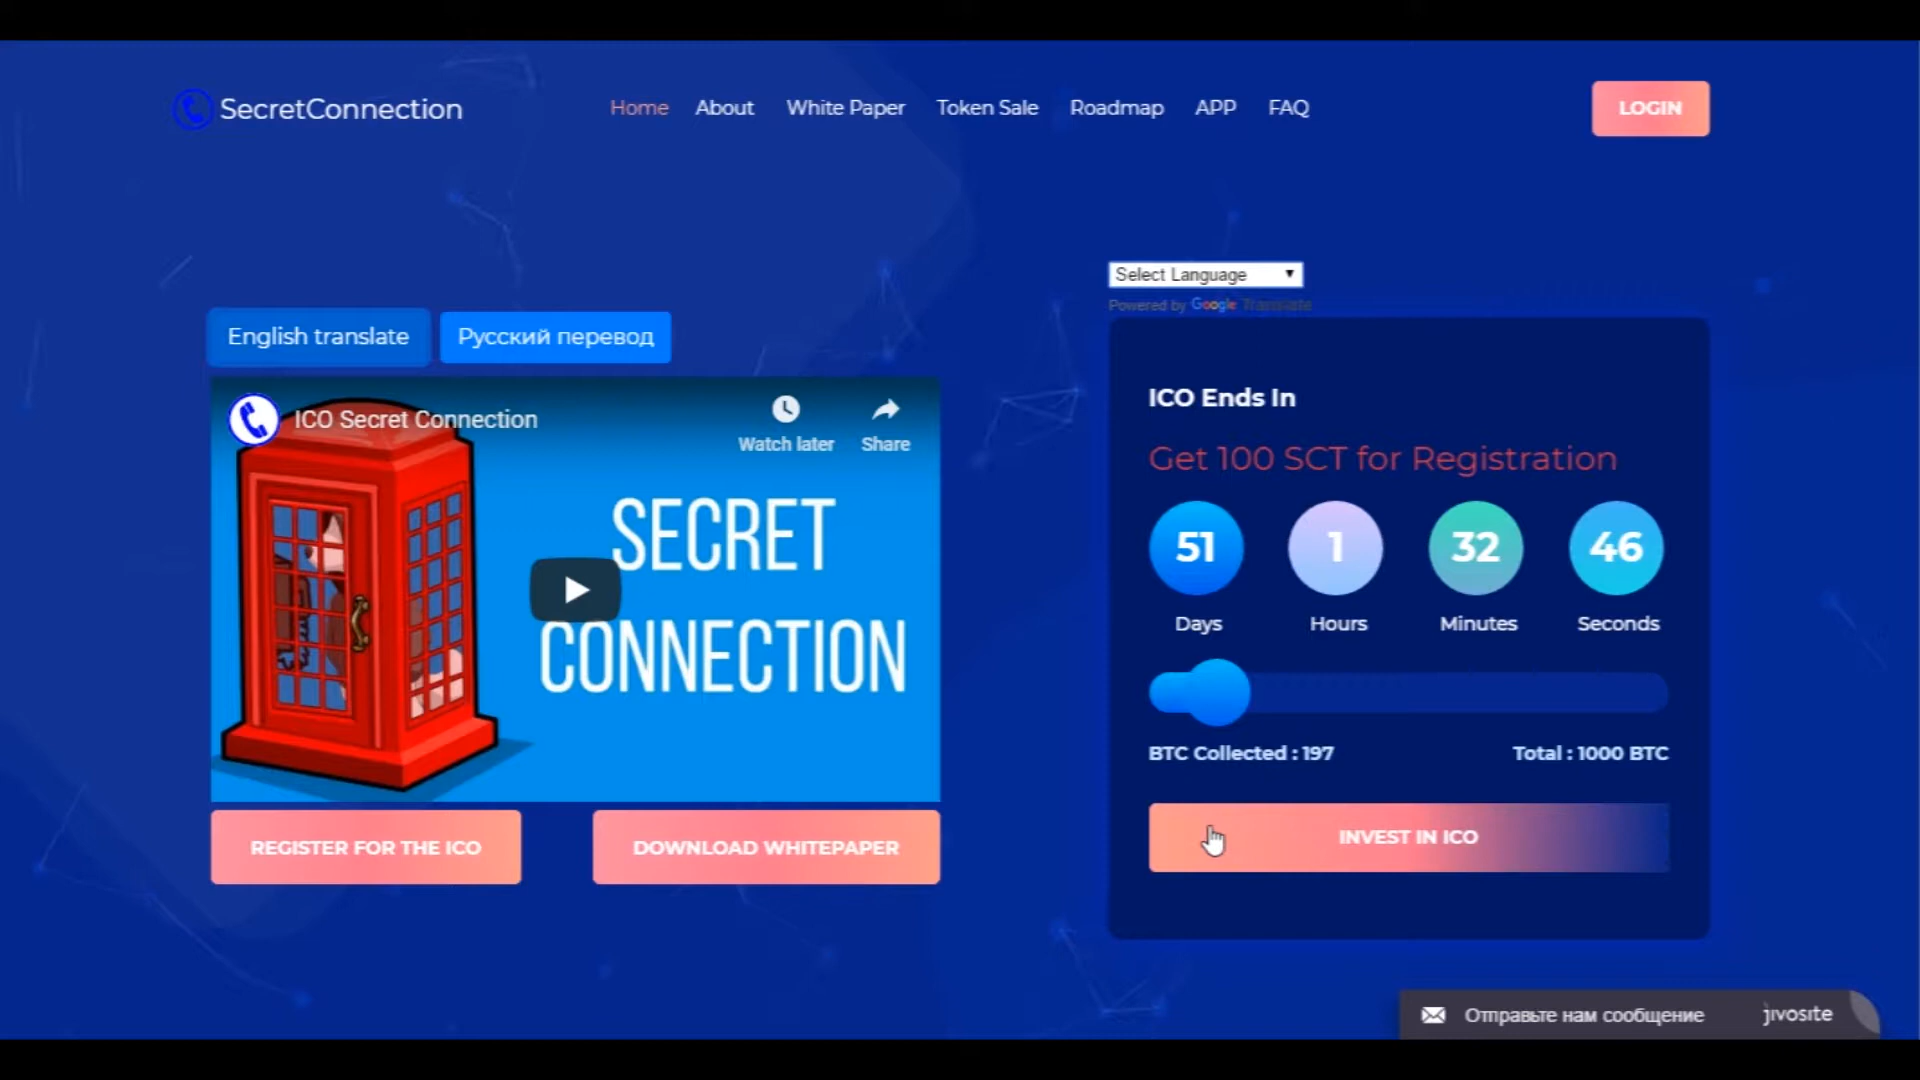 SecretConnection
Home About White Paper Token Sale Roadmap APP FAQ
LOGIN
Select Language
Powered by Google Translate
English translate Русский перевод
ICO Secret Connection
Watch later Share
SECRET
CONNECTION
REGISTER FOR THE ICO DOWNLOAD WHITEPAPER
ICO Ends In
Get 100 SCT for Registration
51 1 32 46
Days Hours Minutes Seconds
BTC Collected : 197 Total : 1000 BTC
INVEST IN ICO
Отправьте нам сообщение jivosite